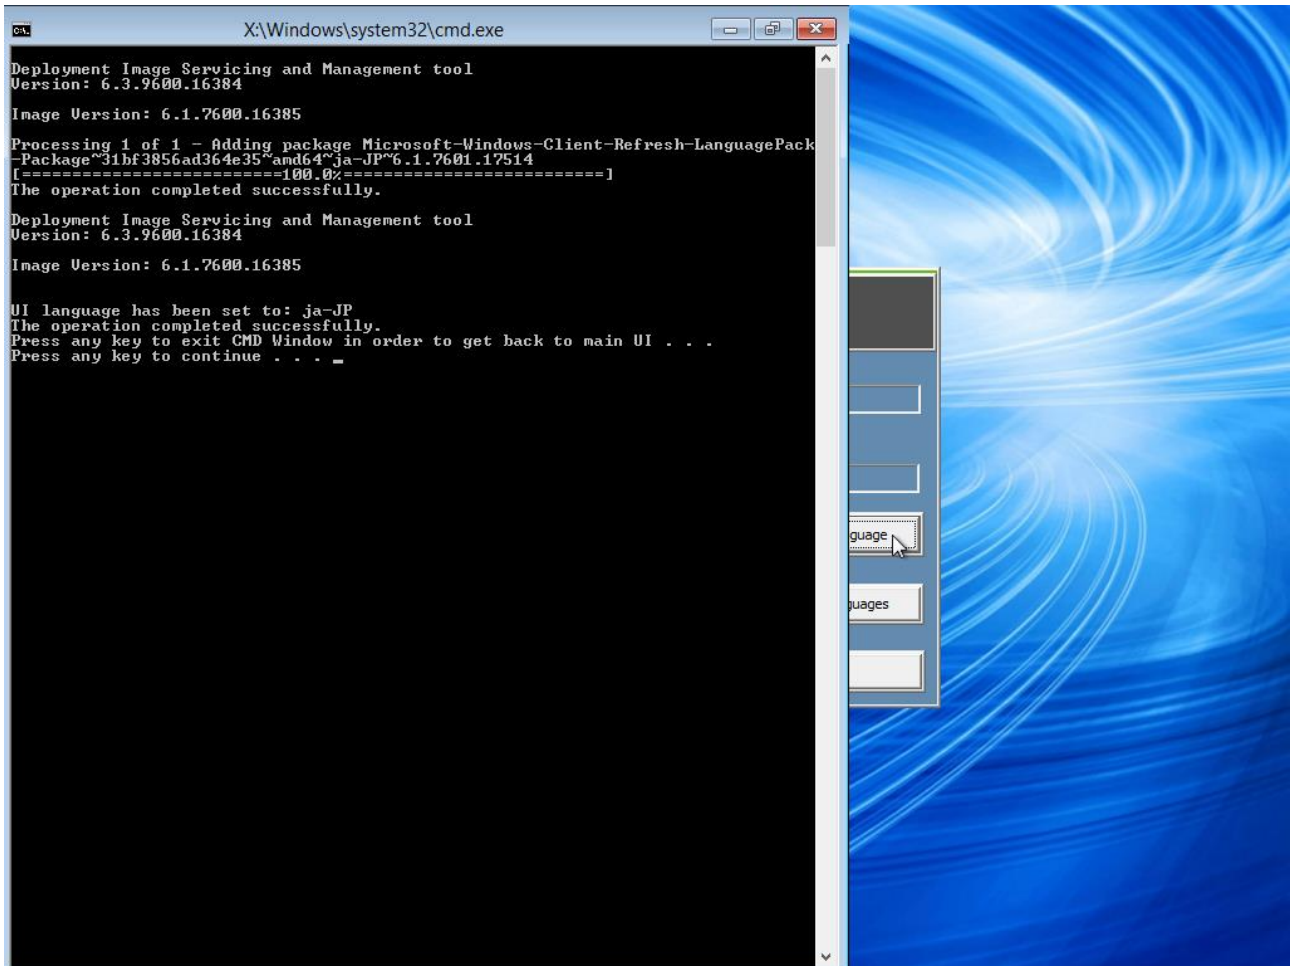 X:\Windows\system32\cmd.exe
Deployment Image Servicing and Management tool
Version: 6.3.9600.16384
Image Version: 6.1.7600.16385
Processing 1 of 1 - Adding package Microsoft-Windows-Client-Refresh-LanguagePack
-Package~31bf3856ad364e35~amd64~ja-JP~6.1.7601.17514
[==========================100.0%==========================]
The operation completed successfully.
Deployment Image Servicing and Management tool
Version: 6.3.9600.16384
Image Version: 6.1.7600.16385
UI language has been set to: ja-JP
The operation completed successfully.
Press any key to exit CMD Window in order to get back to main UI . . .
Press any key to continue . . . _
guage
guages